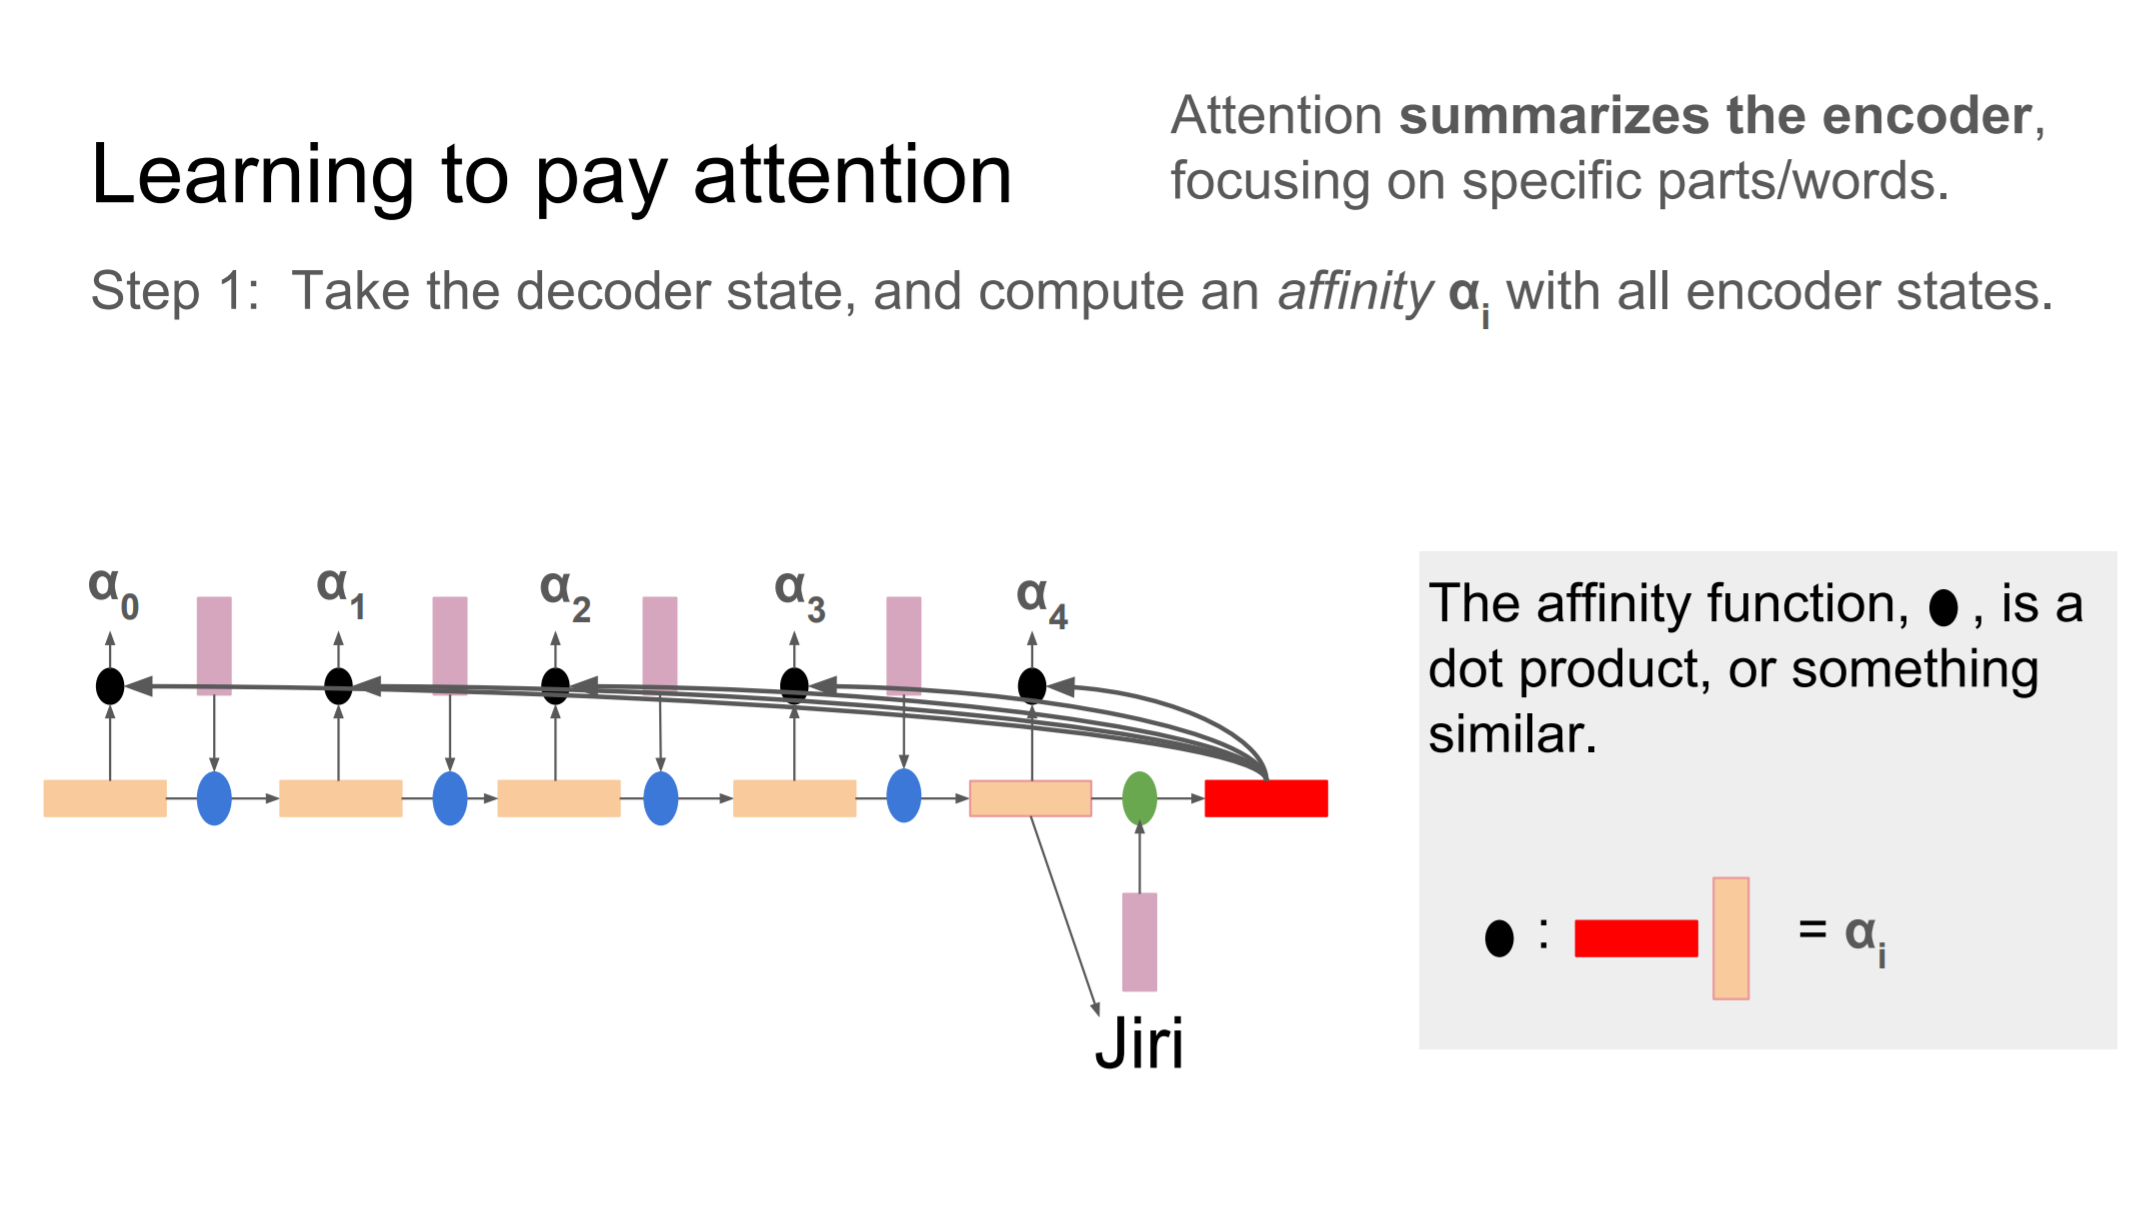 Learning to pay attention
Attention summarizes the encoder,
focusing on specific parts/words.
Step 1: Take the decoder state, and compute an affinity αi with all encoder states.
α0
α1
α2
α3
α4
Jiri
The affinity function, , is a
dot product, or something
similar.
: = αi